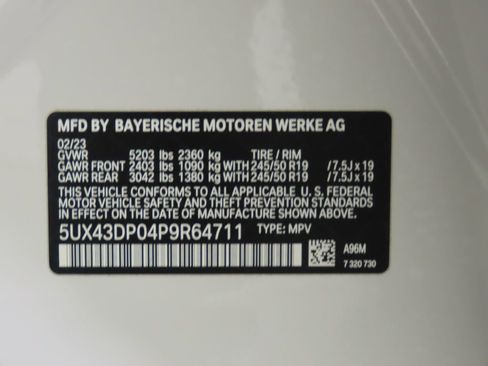 MFD BY BAYERISCHE MOTOREN WERKE AG
02/23
GVWR 5203 lbs 2360 kg TIRE / RIM
GAWR FRONT 2403 lbs 1090 kg WITH 245/50 R19 /7.5J x 19
GAWR REAR 3042 lbs 1380 kg WITH 245/50 R19 /7.5J x 19
THIS VEHICLE CONFORMS TO ALL APPLICABLE U. S. FEDERAL
MOTOR VEHICLE SAFETY AND THEFT PREVENTION STANDARDS
IN EFFECT ON THE DATE OF MANUFACTURE SHOWN ABOVE.
5UX43DP04P9R64711 TYPE: MPV
A96M
7 320 730